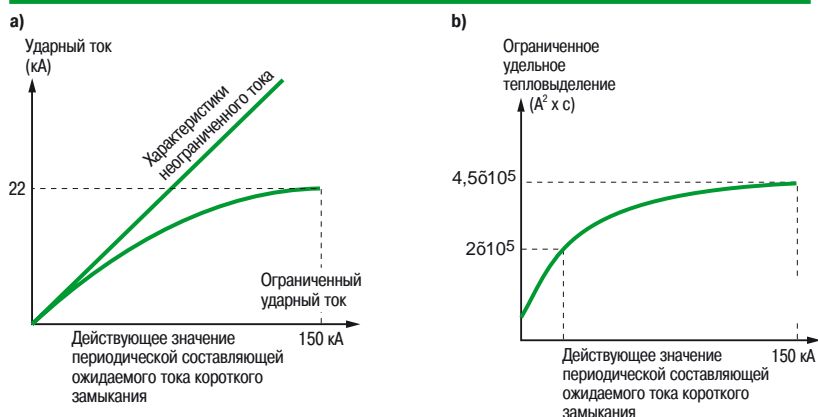 a)
Ударный ток
(кА)
Характеристики
неограниченного тока
22
Ограниченный
ударный ток
150 кА
Действующее значение
периодической составляющей
ожидаемого тока короткого
замыкания
b)
Ограниченное
удельное
тепловыделение
(А² х с)
4,5õ10⁵
2õ10⁵
150 кА
Действующее значение
периодической составляющей
ожидаемого тока короткого
замыкания